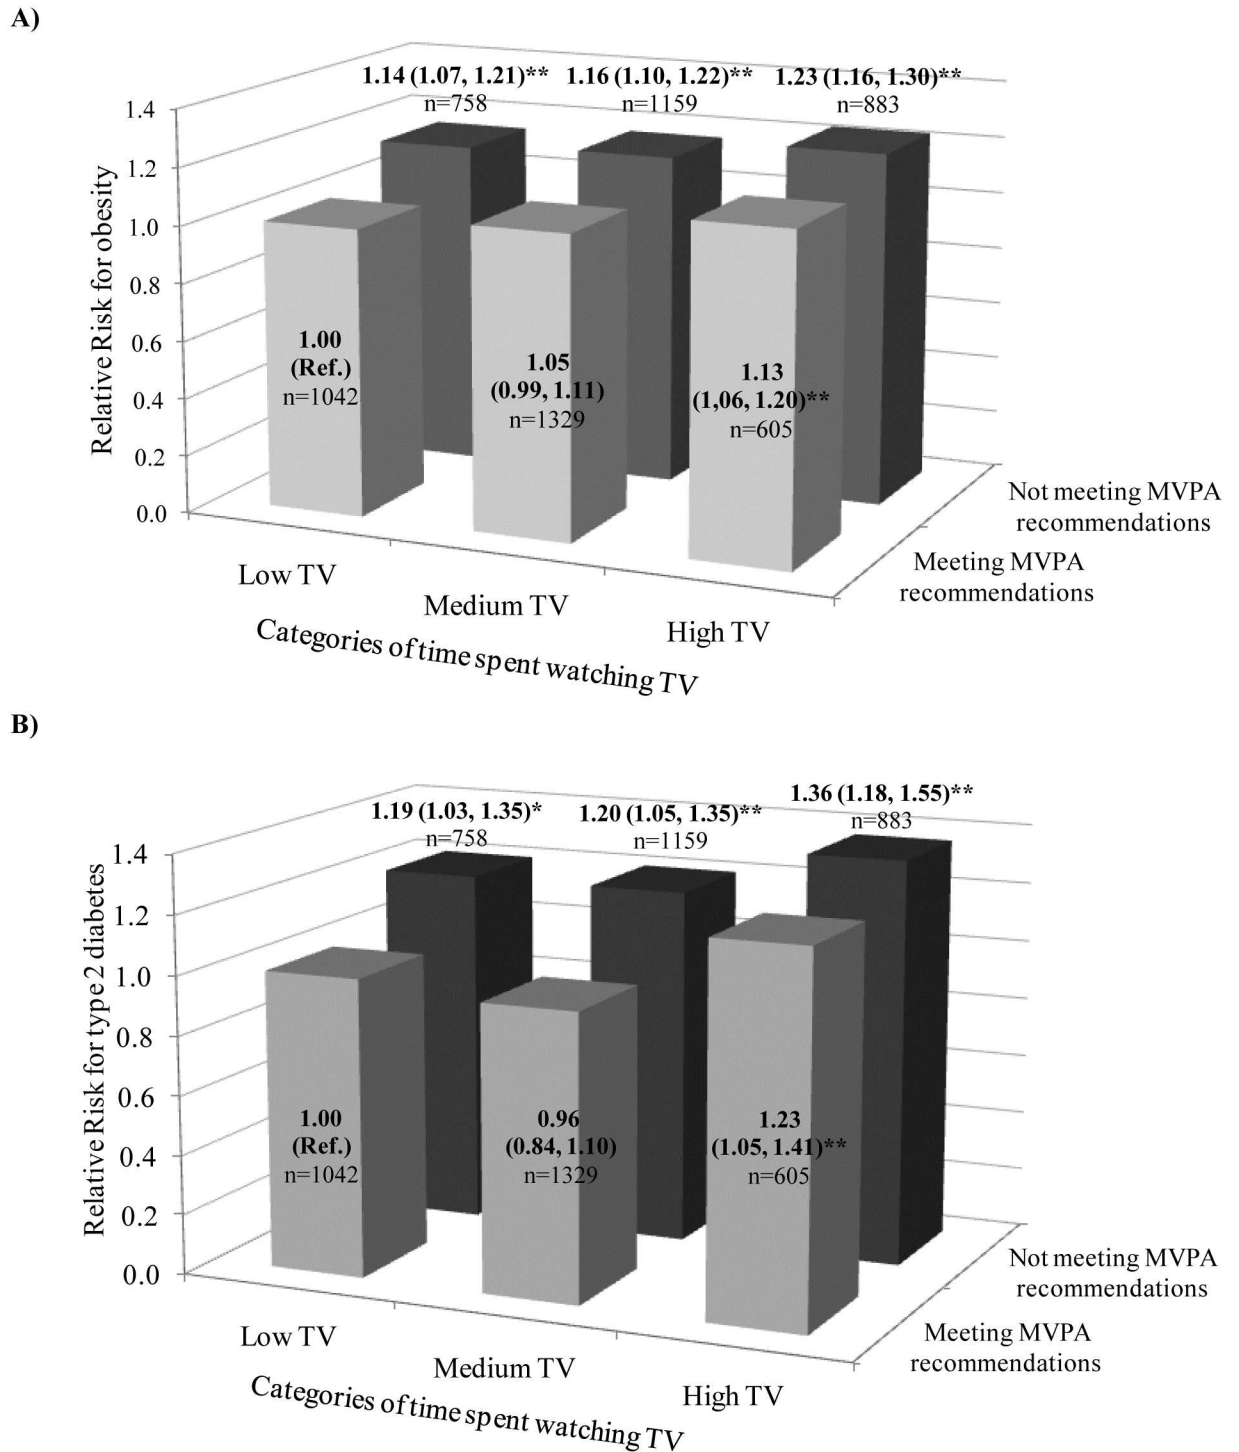 A)
1.14 (1.07, 1.21)** 1.16 (1.10, 1.22)** 1.23 (1.16, 1.30)**
n=758 n=1159 n=883
Relative Risk for obesity
1.4
1.2
1.0
0.8
0.6
0.4
0.2
0.0
1.00
(Ref.)
n=1042
1.05
(0.99, 1.11)
n=1329
1.13
(1,06, 1.20)**
n=605
Not meeting MVPA
recommendations
Meeting MVPA
recommendations
Low TV
Medium TV
High TV
Categories of time spent watching TV
B)
1.19 (1.03, 1.35)* 1.20 (1.05, 1.35)** 1.36 (1.18, 1.55)**
n=758 n=1159 n=883
Relative Risk for type 2 diabetes
1.4
1.2
1.0
0.8
0.6
0.4
0.2
0.0
1.00
(Ref.)
n=1042
0.96
(0.84, 1.10)
n=1329
1.23
(1.05, 1.41)**
n=605
Not meeting MVPA
recommendations
Meeting MVPA
recommendations
Low TV
Medium TV
High TV
Categories of time spent watching TV